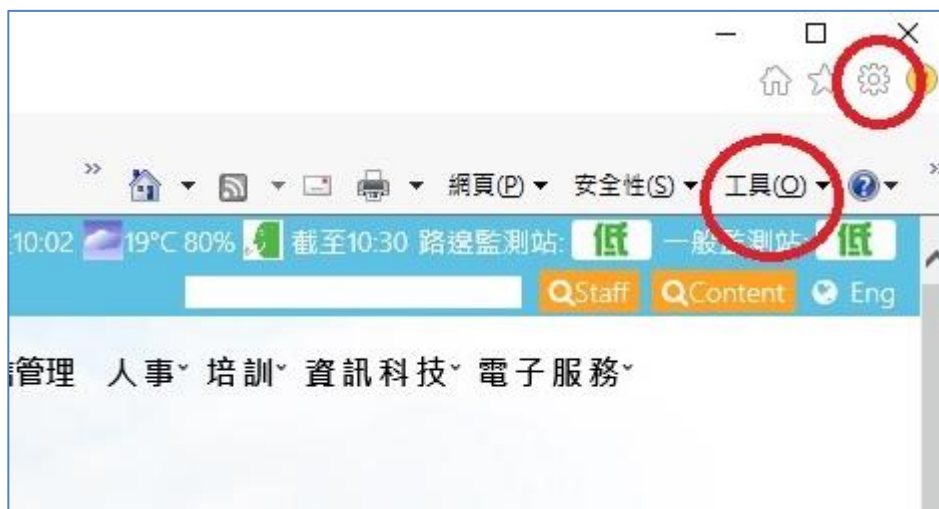 » 網頁(P) 安全性(S) 工具(O) »
10:02 19°C 80% 截至10:30 路邊監測站: 低 一般監測站: 低
Staff Content Eng
管理 人事 培訓 資訊科技 電子服務